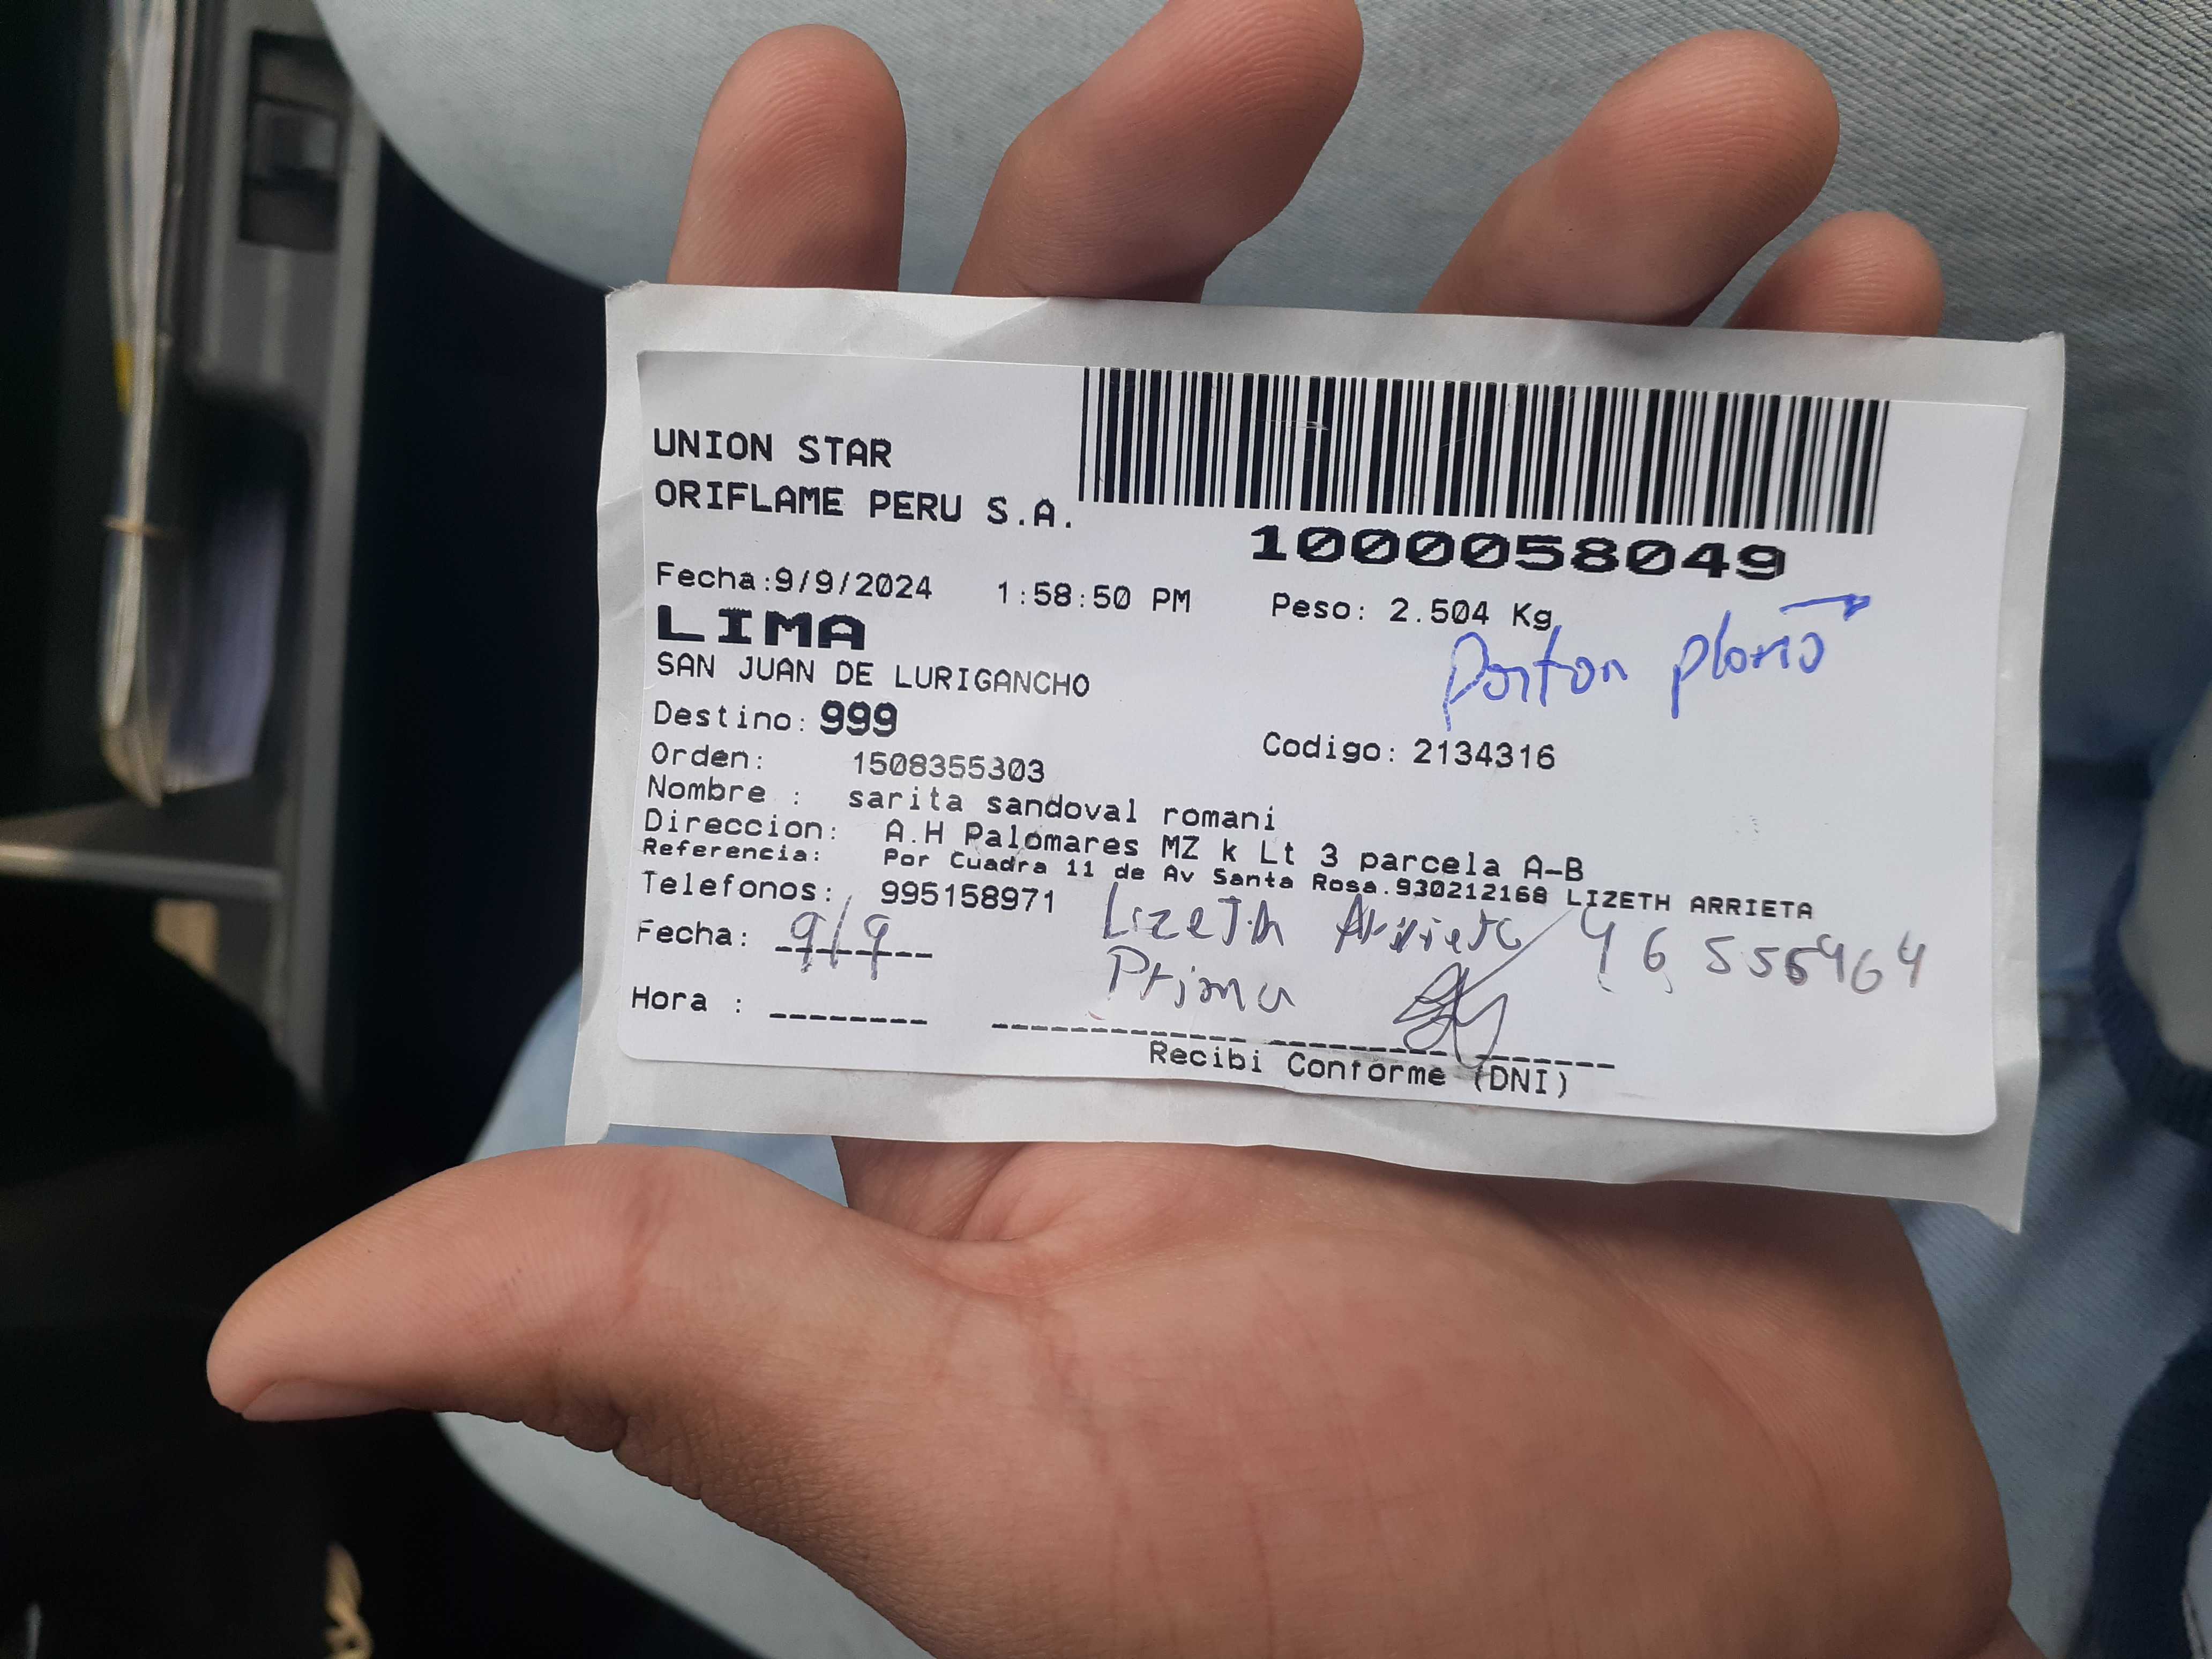 UNION STAR
ORIFLAME PERU S.A.
1000058049
Fecha:9/9/2024 1:58:50 PM Peso: 2.504 Kg
LIMA
SAN JUAN DE LURIGANCHO
Porton plomo
Destino: 999
Codigo: 2134316
Orden: 1508355303
Nombre : sarita sandoval romani
Direccion: A.H Palomares MZ k Lt 3 parcela A-B
Referencia: Por Cuadra 11 de Av Santa Rosa.930212168 LIZETH ARRIETA
Telefonos: 995158971
Fecha: 9/9 Lizeth Arrieta
Prima
Hora :
Recibi Conforme (DNI)